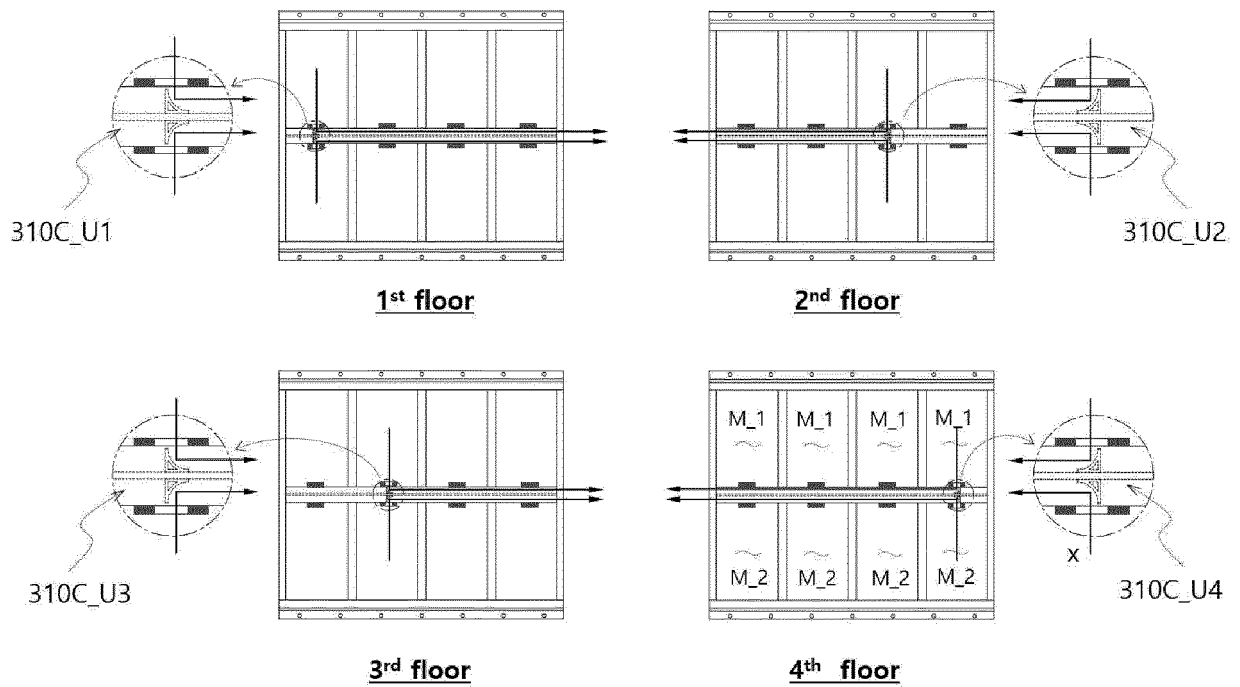 310C_U1
310C_U2
1st floor
2nd floor
M_1 M_1 M_1 M_1
M_2 M_2 M_2 M_2
X
310C_U3
310C_U4
3rd floor
4th floor